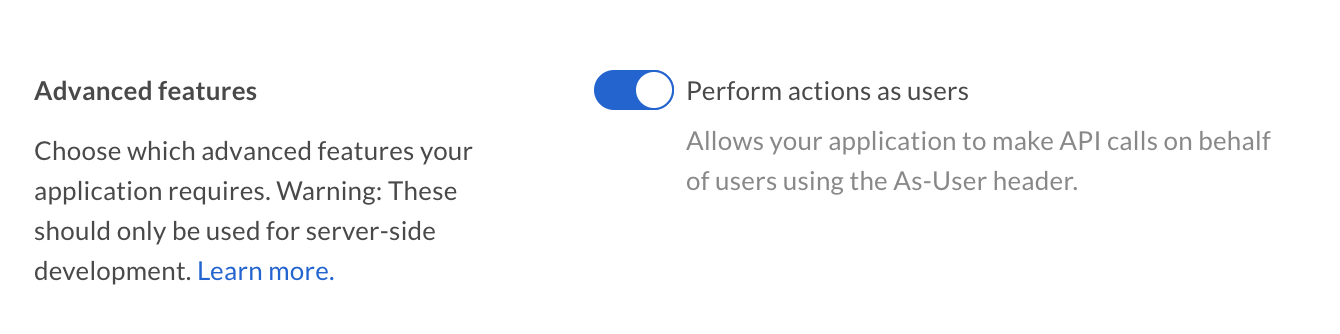 Advanced features
Choose which advanced features your
application requires. Warning: These
should only be used for server-side
development. Learn more.
Perform actions as users
Allows your application to make API calls on behalf
of users using the As-User header.